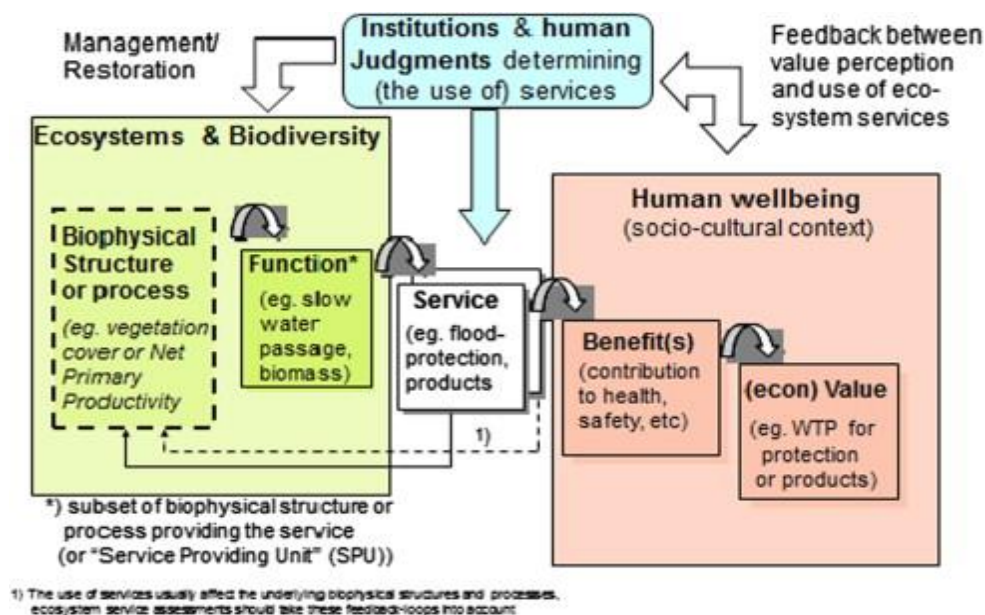 Management/
Restoration
Institutions & human
Judgments determining
(the use of) services
Feedback between
value perception
and use of eco-
system services
Ecosystems & Biodiversity
Biophysical
Structure
or process
(eg. vegetation
cover or Net
Primary
Productivity
Function*
(eg. slow
water
passage,
biomass)
Service
(eg. flood-
protection,
products
Human wellbeing
(socio-cultural context)
Benefit(s)
(contribution
to health,
safety, etc)
(econ) Value
(eg. WTP for
protection
or products)
1)
*) subset of biophysical structure or
process providing the service
(or “Service Providing Unit” (SPU))
1) The use of services usually affect the underlying biophysical structures and processes,
ecosystem service assessments should take these feedback-loops into account